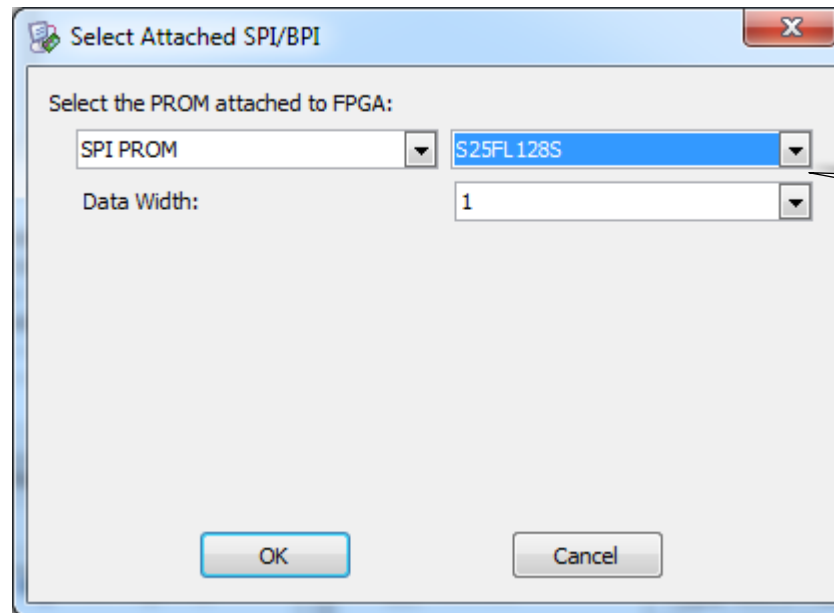 Select Attached SPI/BPI
Select the PROM attached to FPGA:
SPI PROM S25FL128S
Data Width: 1
OK Cancel